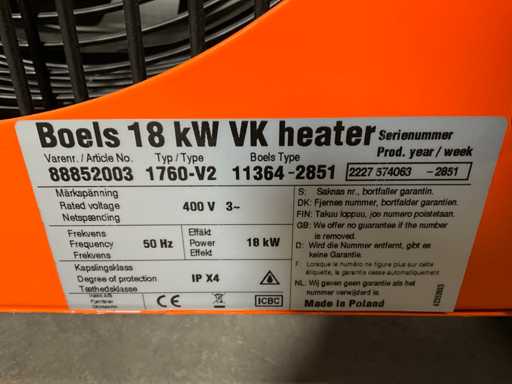 Boels 18 kW VK heater
Serienummer
Prod. year / week
Varenr. / Article No. Typ / Type Boels Type
88852003 1760-V2 11364-2851 2227 574063 -2851
Märkspänning
Rated voltage 400 V 3~
Netspæncing
Frekvens Effäkt
Frequency 50 Hz Power 18 kW
Frekvens Effekt
Kapslingsklass
Degree of protection IP X4
Tæthedsklasse
S: Saknas nr., bortfaller garantin.
DK: Fjernes nummer, bortfalder garantien.
FIN: Takuu loppuu, jos numero poistetaan.
GB: We offer no guarantee if the
number is removed
D: Wird die Nummer entfernt, gibt es
keine Garantie.
F: Lorsque le numéro ne figure plus sur cette
étiquette, la garantie cesse automatiquement
NL: Wij geven geen garantie als het
nummer verwijderd is.
CE ICBC Made in Poland